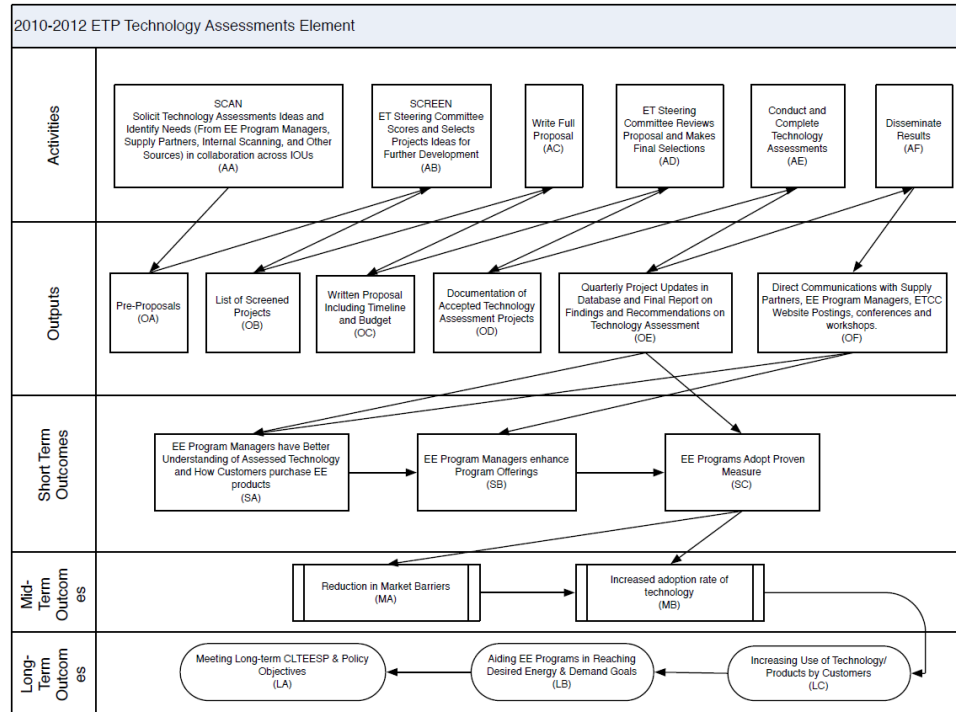 2010-2012 ETP Technology Assessments Element
Activities
SCAN
Solicit Technology Assessments Ideas and
Identify Needs (From EE Program Managers,
Supply Partners, Internal Scanning, and Other
Sources) in collaboration across IOUs
(AA)
SCREEN
ET Steering Committee
Scores and Selects
Projects Ideas for
Further Development
(AB)
Write Full
Proposal
(AC)
ET Steering
Committee Reviews
Proposal and Makes
Final Selections
(AD)
Conduct and
Complete
Technology
Assessments
(AE)
Disseminate
Results
(AF)
Outputs
Pre-Proposals
(OA)
List of Screened
Projects
(OB)
Written Proposal
Including Timeline
and Budget
(OC)
Documentation of
Accepted Technology
Assessment Projects
(OD)
Quarterly Project Updates in
Database and Final Report on
Findings and Recommendations on
Technology Assessment
(OE)
Direct Communications with Supply
Partners, EE Program Managers, ETCC
Website Postings, conferences and
workshops.
(OF)
Short Term
Outcomes
EE Program Managers have Better
Understanding of Assessed Technology
and How Customers purchase EE
products
(SA)
EE Program Managers enhance
Program Offerings
(SB)
EE Programs Adopt Proven
Measure
(SC)
Mid-
Term
Outcom
es
Reduction in Market Barriers
(MA)
Increased adoption rate of
technology
(MB)
Long-
Term
Outcom
es
Meeting Long-term CLTEESP & Policy
Objectives
(LA)
Aiding EE Programs in Reaching
Desired Energy & Demand Goals
(LB)
Increasing Use of Technology/
Products by Customers
(LC)